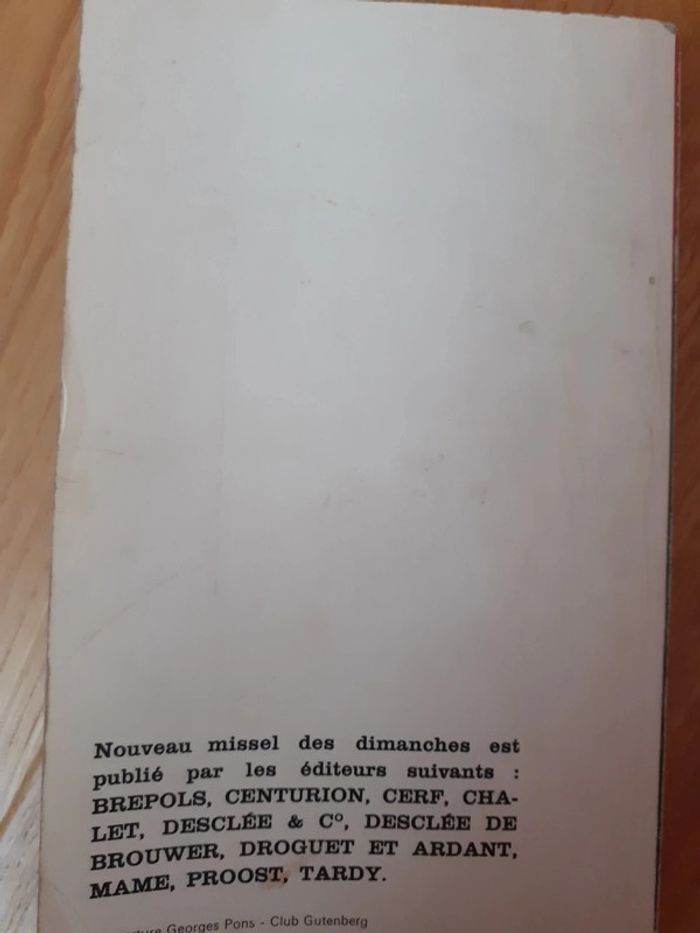 Nouveau missel des dimanches est
publié par les éditeurs suivants :
BREPOLS, CENTURION, CERF, CHA-
LET, DESCLÉE & Cº, DESCLÉE DE
BROUWER, DROGUET ET ARDANT,
MAME, PROOST, TARDY.
Georges Pons - Club Gutenberg